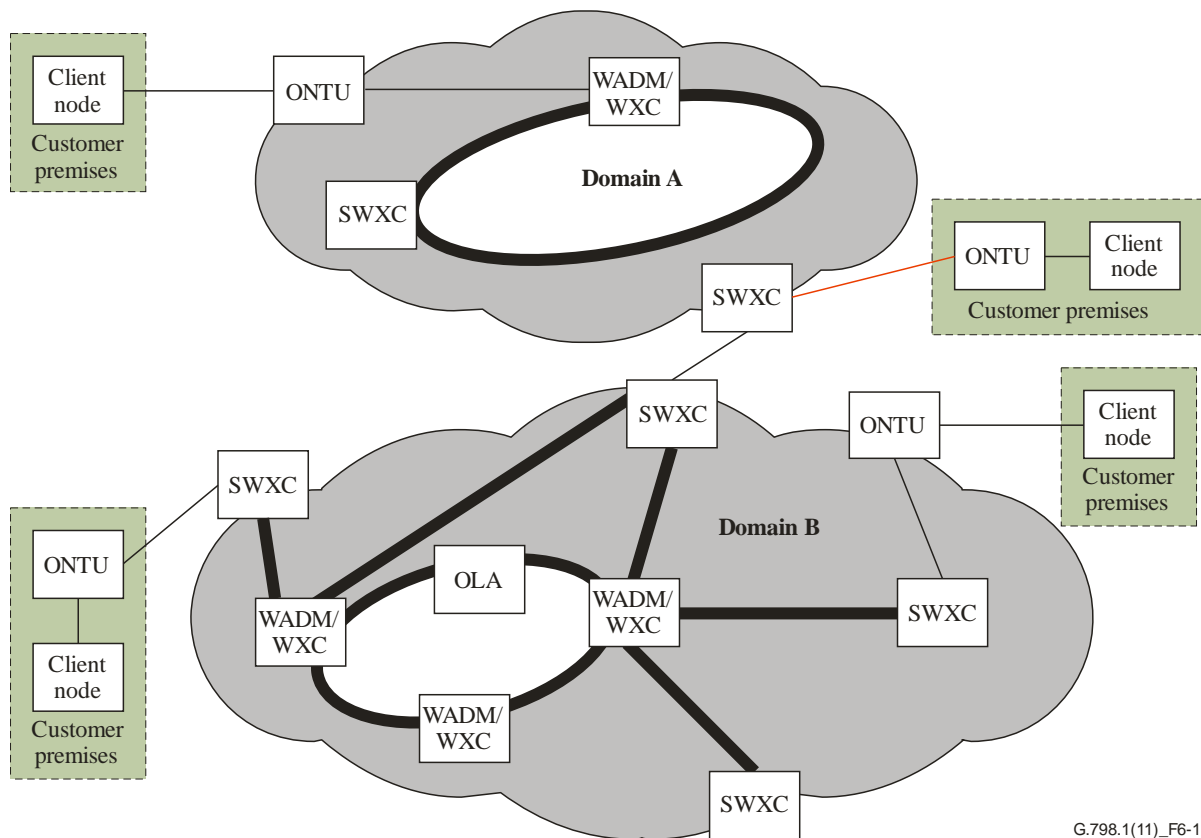 Client
node
Customer
premises
ONTU
WADM/
WXC
Domain A
SWXC
SWXC
ONTU
Client
node
Customer premises
SWXC
ONTU
Client
node
Customer
premises
SWXC
Domain B
ONTU
Client
node
Customer
premises
OLA
WADM/
WXC
WADM/
WXC
SWXC
WADM/
WXC
SWXC
G.798.1(11)_F6-1